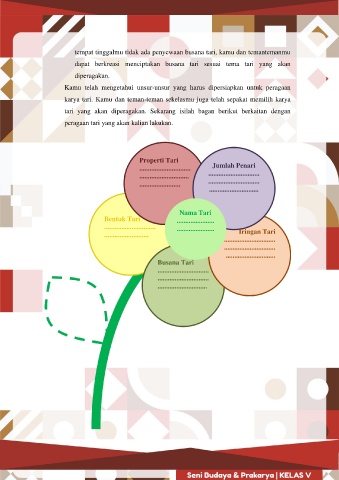 tempat tinggalmu tidak ada penyewaan busana tari, kamu dan temantemanmu
dapat berkreasi menciptakan busana tari sesuai tema tari yang akan
diperagakan.
Kamu telah mengetahui unsur-unsur yang harus dipersiapkan untuk peragaan
karya tari. Kamu dan teman-teman sekelasmu juga telah sepakat memilih karya
tari yang akan diperagakan. Sekarang isilah bagan berikut berkaitan dengan
peragaan tari yang akan kalian lakukan.
Properti Tari
Jumlah Penari
Nama Tari
Bentuk Tari
Iringan Tari
Busana Tari
Seni Budaya & Prakarya | KELAS V